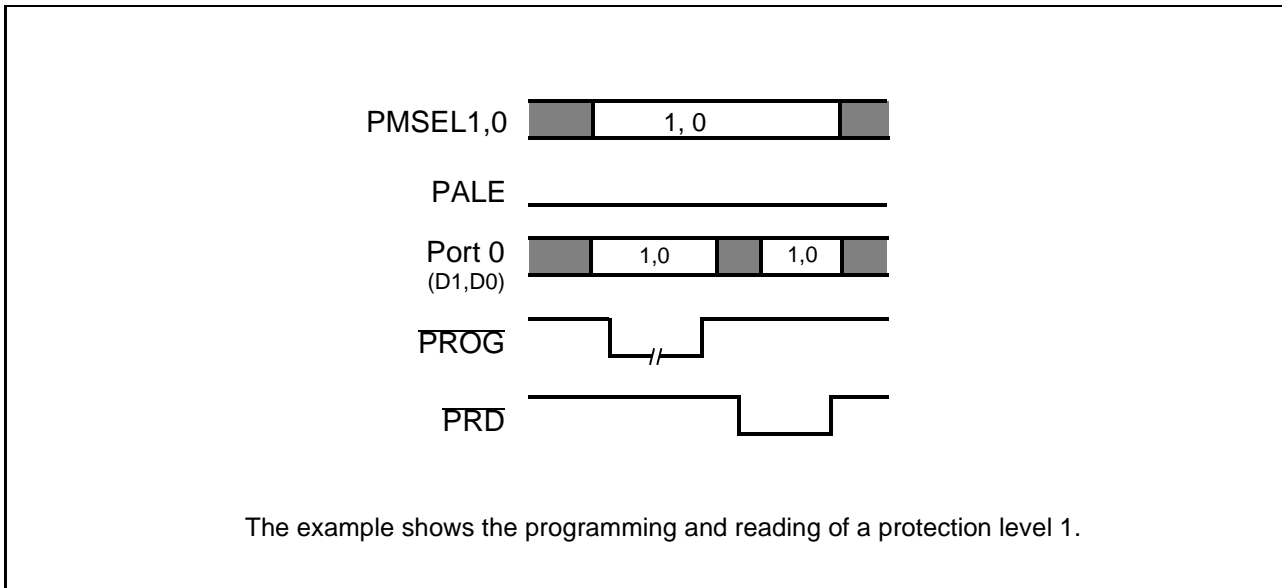 PMSEL1,0
1, 0
PALE
Port 0
(D1,D0)
1,0
1,0
PROG
//
PRD
The example shows the programming and reading of a protection level 1.